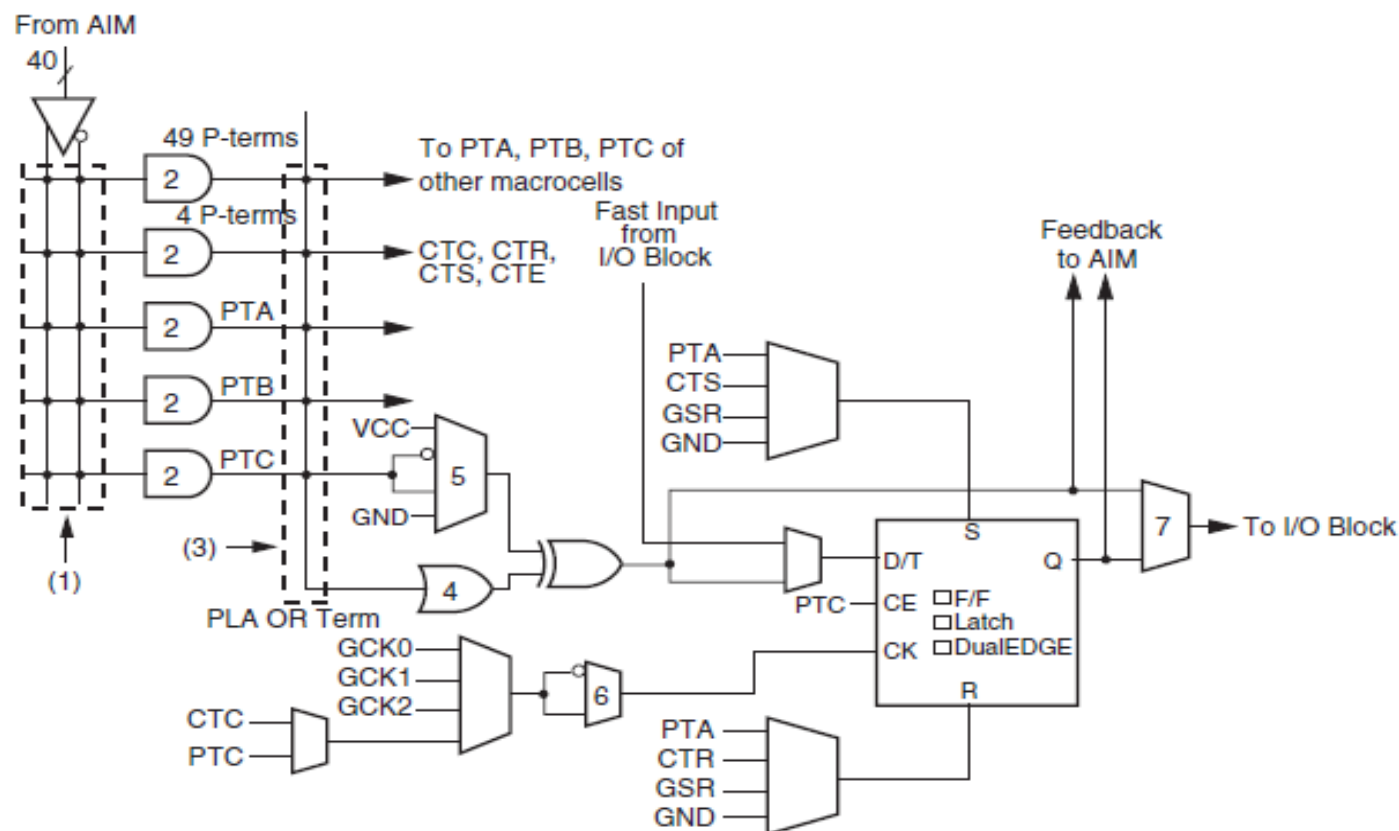 From AIM
40
49 P-terms
2
To PTA, PTB, PTC of
other macrocells
4 P-terms
2
CTC, CTR,
CTS, CTE
Fast Input
from
I/O Block
Feedback
to AIM
2
PTA
2
PTB
2
PTC
(1)
(3)
PLA OR Term
VCC
GND
5
4
PTA
CTS
GSR
GND
S
D/T
Q
PTC
CE
F/F
Latch
DualEDGE
CK
R
7
To I/O Block
GCK0
GCK1
GCK2
6
CTC
PTC
PTA
CTR
GSR
GND